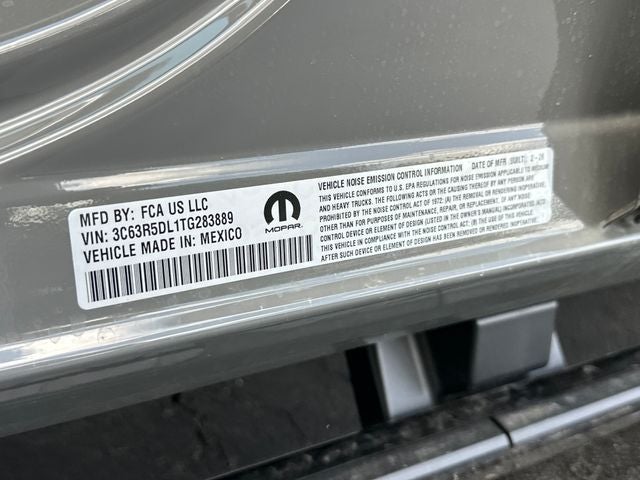 MFD BY: FCA US LLC
VIN: 3C63R5DL1TG283889
VEHICLE MADE IN: MEXICO
MOPAR
VEHICLE NOISE EMISSION CONTROL INFORMATION DATE OF MFR (BUILT): 2-26
THIS VEHICLE CONFORMS TO U.S. EPA REGULATIONS FOR NOISE EMISSION APPLICABLE TO MEDIUM
AND HEAVY TRUCKS. THE FOLLOWING ACTS OR THE CAUSING THEREOF BY ANY PERSON ARE
PROHIBITED BY THE NOISE CONTROL ACT OF 1972: (A) THE REMOVAL OR RENDERING INOPERATIVE,
OTHER THAN FOR PURPOSES OF MAINTENANCE, REPAIR, OR REPLACEMENT, OF ANY NOISE
CONTROL DEVICE OR ELEMENT OF DESIGN (LISTED IN THE OWNER'S MANUAL) INCORPORATED INTO
THIS VEHICLE IN COMPLIANCE WITH THE NOISE CONTROL ACT; (B) THE USE OF THIS VEHICLE AFTER
SUCH DEVICE OR ELEMENT OF DESIGN HAS BEEN REMOVED OR RENDERED INOPERATIVE.